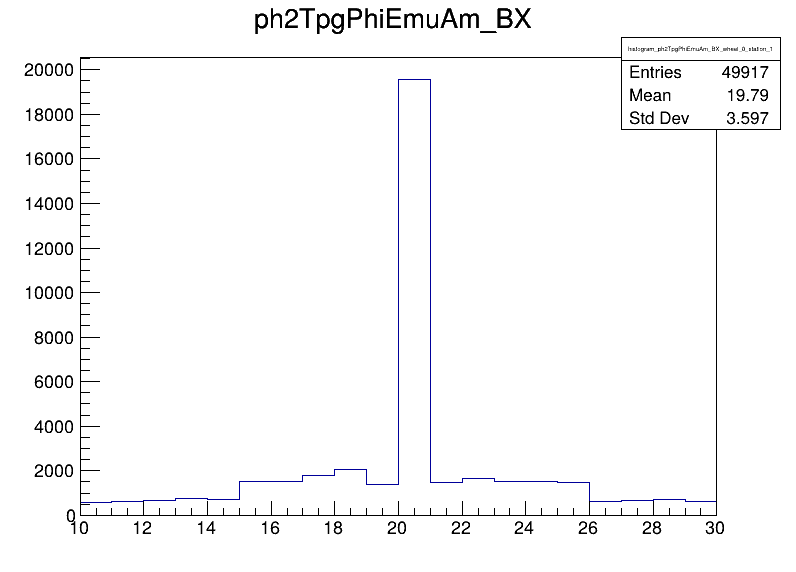 ph2TpgPhiEmuAm_BX
histogram_ph2TpgPhiEmuAm_BX_wheel_0_station_1
Entries 49917
Mean 19.79
Std Dev 3.597
20000
18000
16000
14000
12000
10000
8000
6000
4000
2000
0
10 12 14 16 18 20 22 24 26 28 30